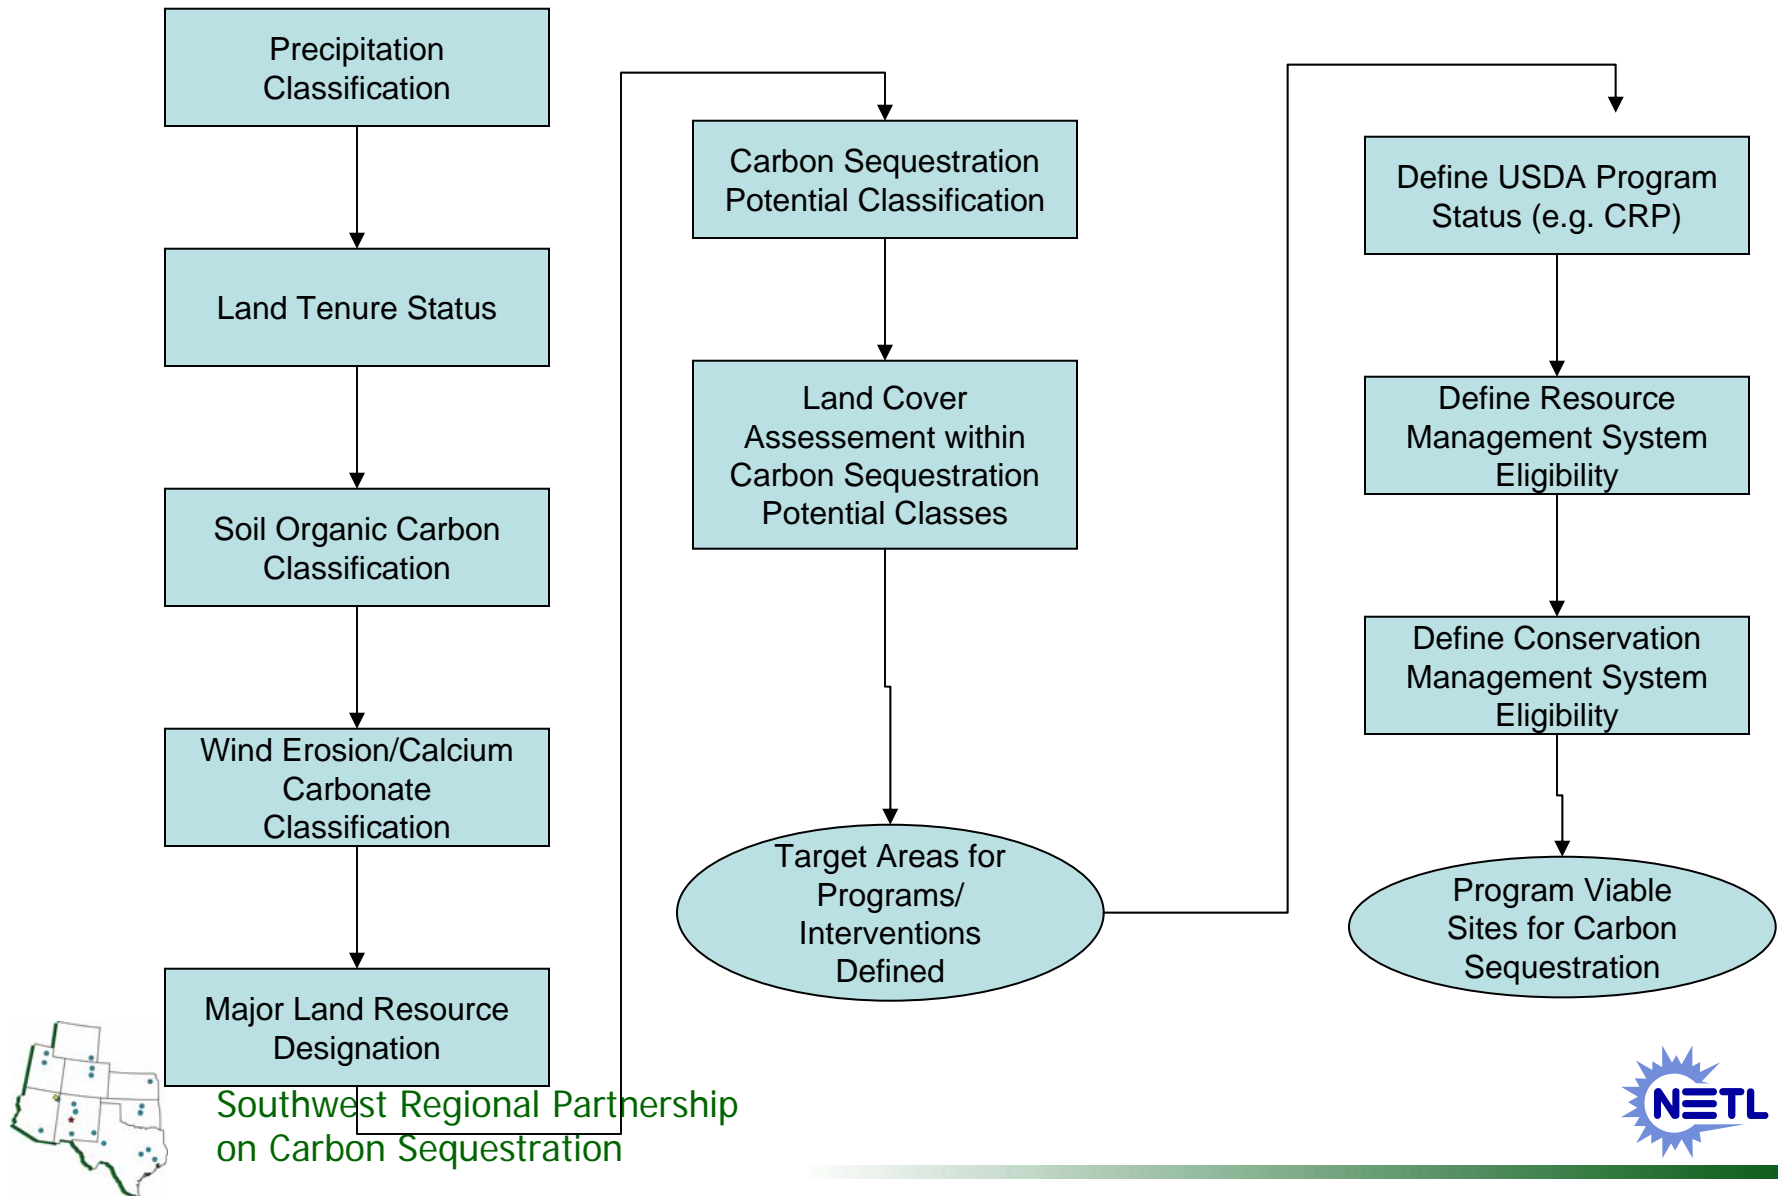 Precipitation
Classification
Land Tenure Status
Soil Organic Carbon
Classification
Wind Erosion/Calcium
Carbonate
Classification
Major Land Resource
Designation
Carbon Sequestration
Potential Classification
Land Cover
Assessement within
Carbon Sequestration
Potential Classes
Target Areas for
Programs/
Interventions
Defined
Define USDA Program
Status (e.g. CRP)
Define Resource
Management System
Eligibility
Define Conservation
Management System
Eligibility
Program Viable
Sites for Carbon
Sequestration
Southwest Regional Partnership
on Carbon Sequestration
NETL